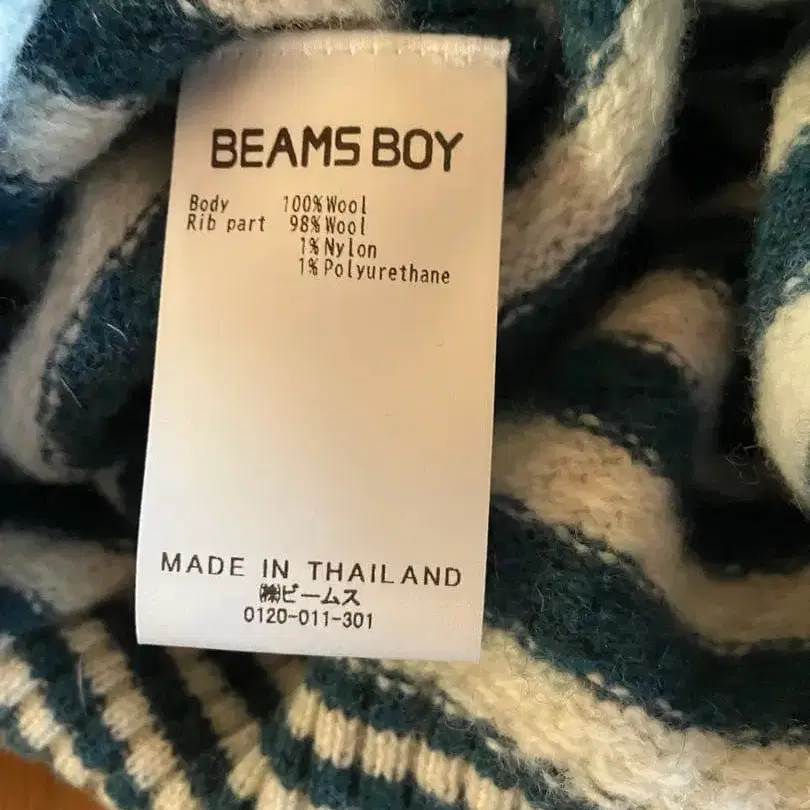 BEAMS BOY
Body 100%Wool
Rib part 98%Wool
1%Nylon
1%Polyurethane
MADE IN THAILAND
㈱ビームス
0120-011-301